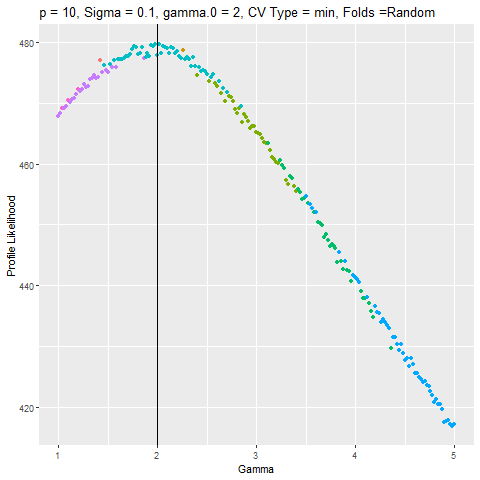 p = 10, Sigma = 0.1, gamma.0 = 2, CV Type = min, Folds =Random
480
460
440
420
Profile Likelihood
1 2 3 4 5
Gamma